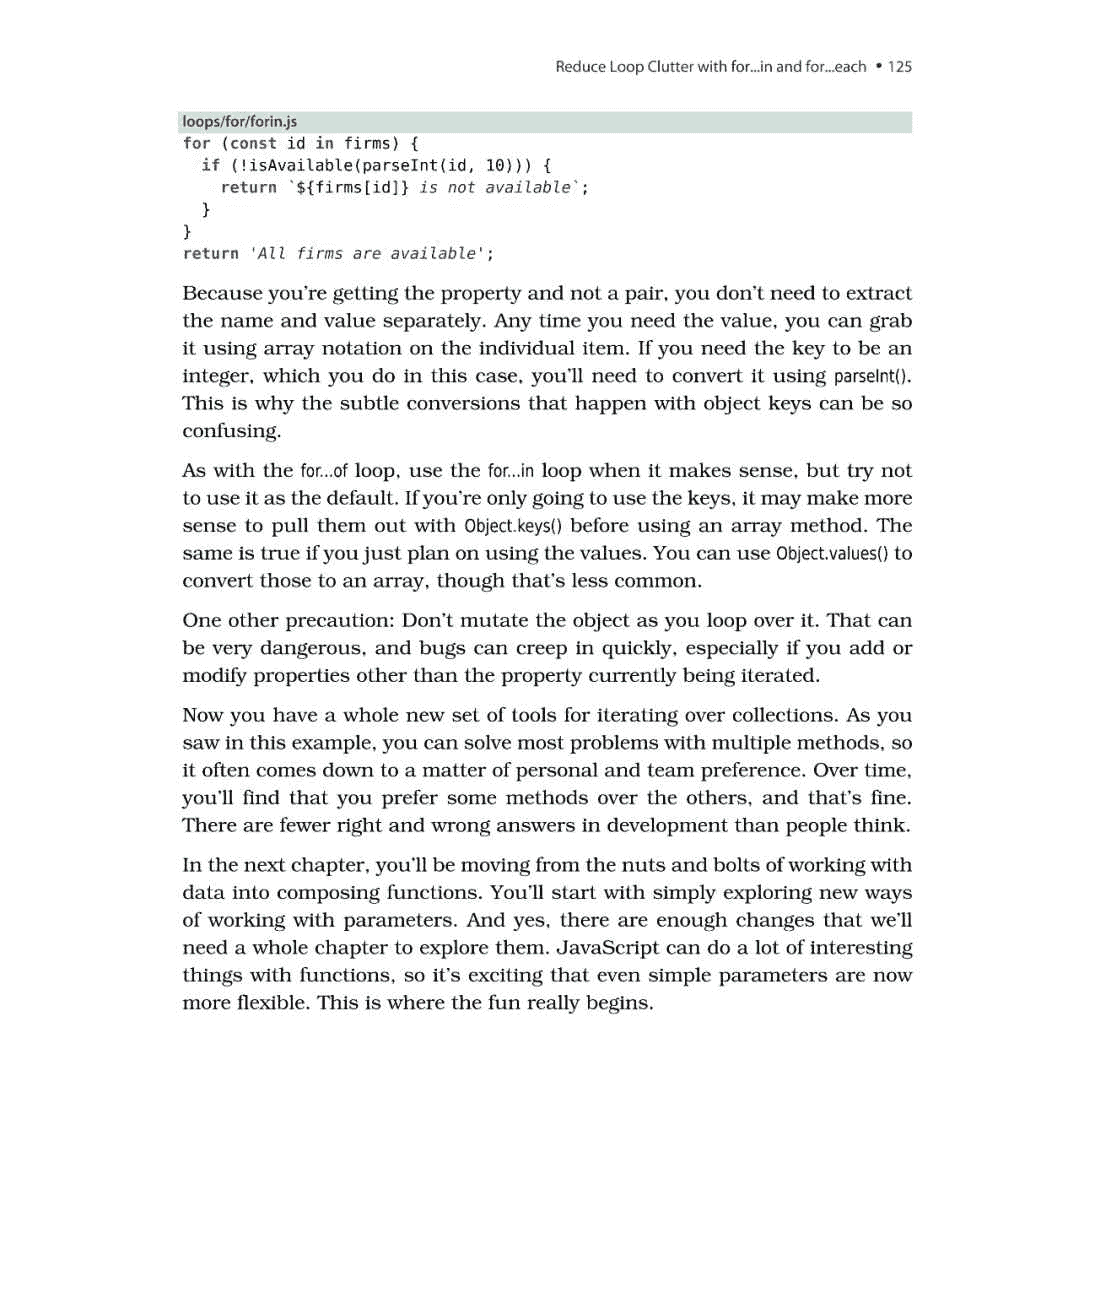 Reduce Loop Clutter with for...in and for...each • 125
loops/for/forin.js
for (const id in firms) {
  if (!isAvailable(parseInt(id, 10))) {
    return `${firms[id]} is not available`;
  }
}
return 'All firms are available';
Because you're getting the property and not a pair, you don't need to extract
the name and value separately. Any time you need the value, you can grab
it using array notation on the individual item. If you need the key to be an
integer, which you do in this case, you'll need to convert it using parseInt().
This is why the subtle conversions that happen with object keys can be so
confusing.
As with the for...of loop, use the for...in loop when it makes sense, but try not
to use it as the default. If you're only going to use the keys, it may make more
sense to pull them out with Object.keys() before using an array method. The
same is true if you just plan on using the values. You can use Object.values() to
convert those to an array, though that's less common.
One other precaution: Don't mutate the object as you loop over it. That can
be very dangerous, and bugs can creep in quickly, especially if you add or
modify properties other than the property currently being iterated.
Now you have a whole new set of tools for iterating over collections. As you
saw in this example, you can solve most problems with multiple methods, so
it often comes down to a matter of personal and team preference. Over time,
you'll find that you prefer some methods over the others, and that's fine.
There are fewer right and wrong answers in development than people think.
In the next chapter, you'll be moving from the nuts and bolts of working with
data into composing functions. You'll start with simply exploring new ways
of working with parameters. And yes, there are enough changes that we'll
need a whole chapter to explore them. JavaScript can do a lot of interesting
things with functions, so it's exciting that even simple parameters are now
more flexible. This is where the fun really begins.